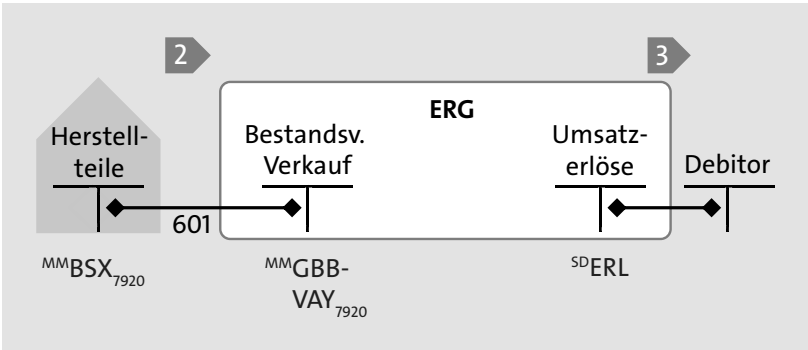 2
3
ERG
Herstell-
teile
Bestandsv.
Verkauf
Umsatz-
erlöse
Debitor
601
MMBSX7920
MMGBB-
VAY7920
SDERL